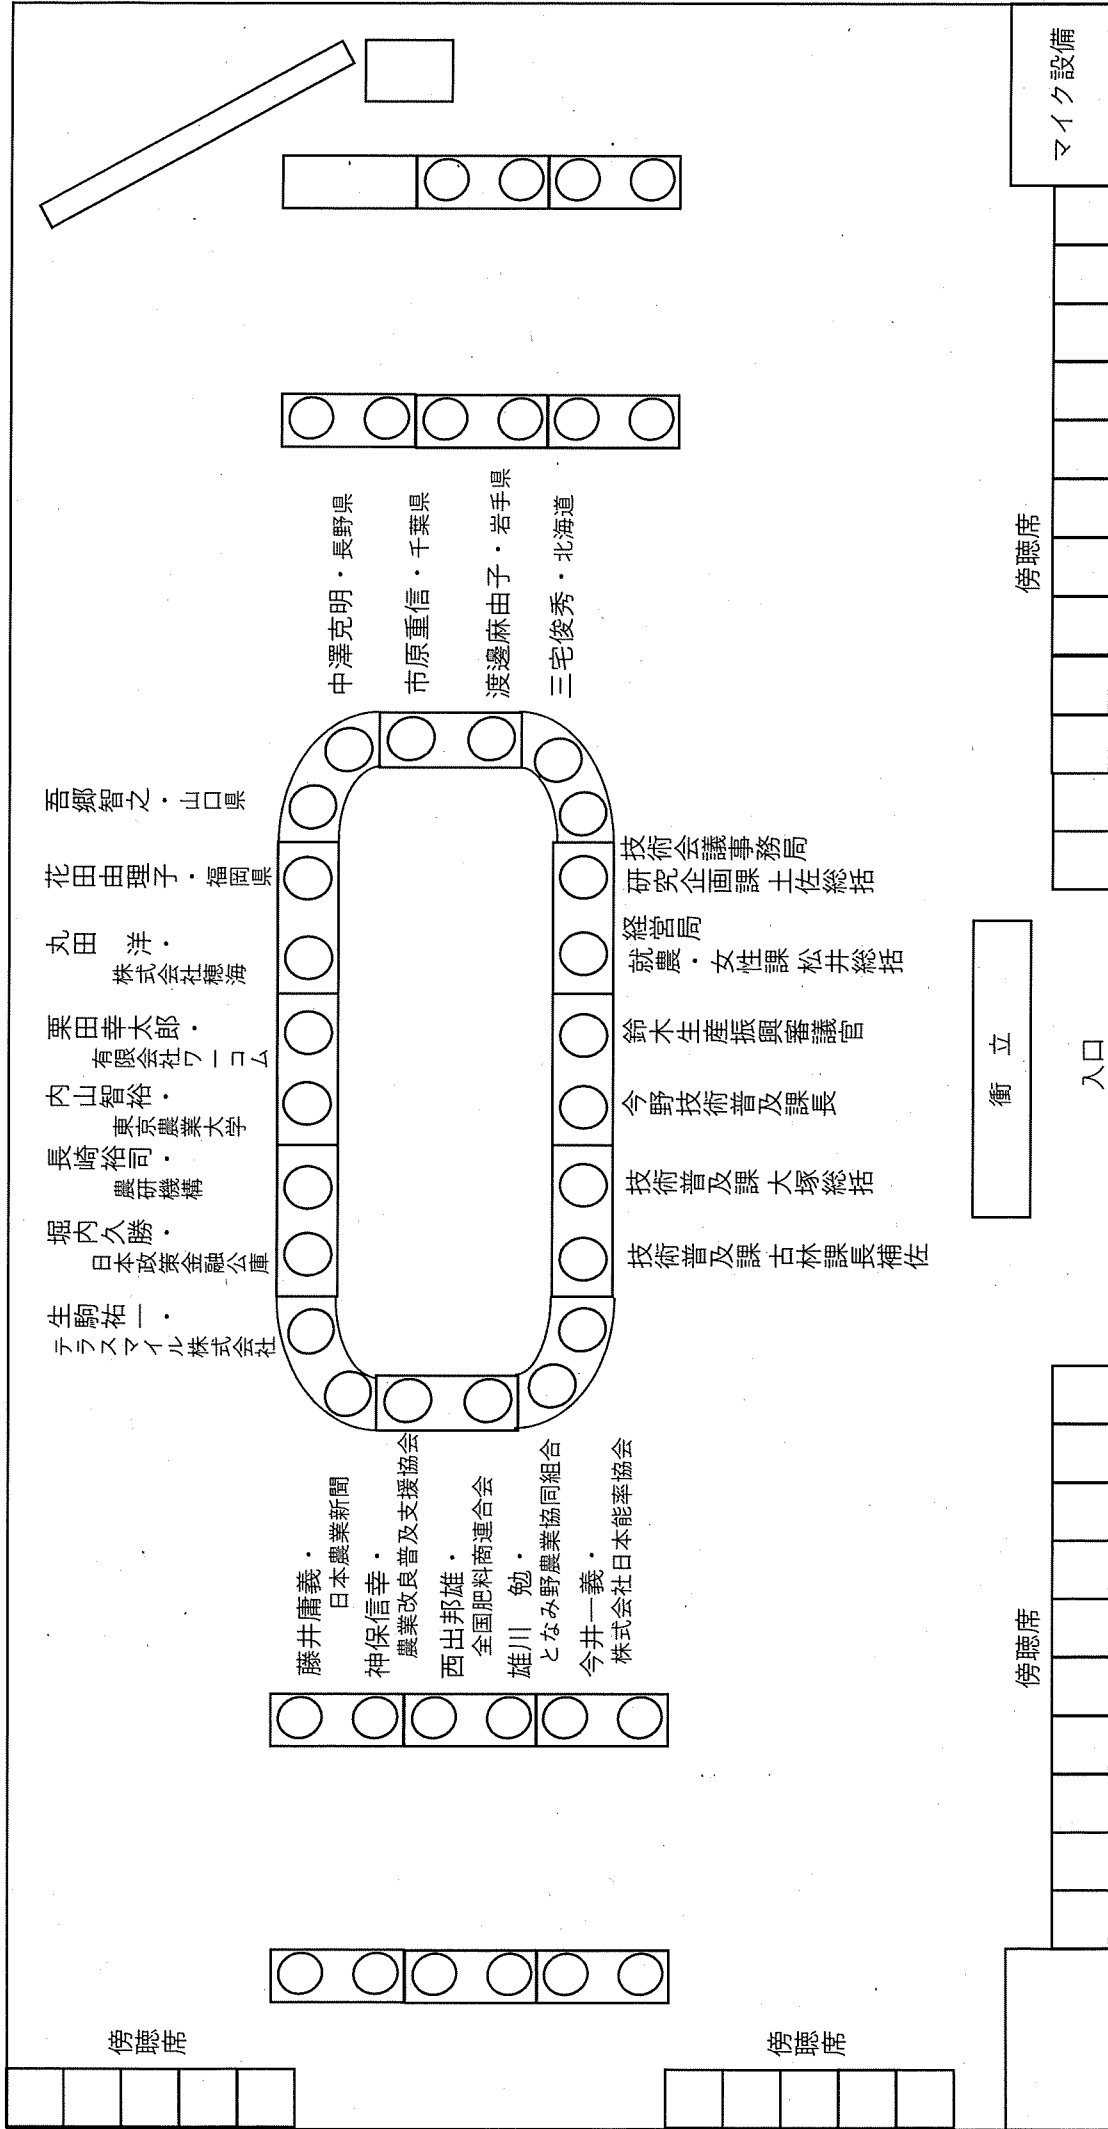 マイク設備
中澤克明・長野県
市原重信・千葉県
渡邊麻由子・岩手県
三宅俊秀・北海道
傍聴席
吾郷智之・山口県
花田由理子・福岡県
丸田　洋・
株式会社穂海
栗田幸太郎・
有限会社ワーコム
内山智裕・
東京農業大学
長崎裕司・
農研機構
堀内久勝・
日本政策金融公庫
生駒祐一・
テラスマイル株式会社
技術会議事務局
研究企画課 土佐総括
経営局
就農・女性課 松井総括
鈴木生産振興審議官
今野技術普及課長
技術普及課 大塚総括
技術普及課 古林課長補佐
衝　立
入口
藤井庸義・
日本農業新聞
神保信幸・
農業改良普及支援協会
西出邦雄・
全国肥料商連合会
雄川　勉・
となみ野農業協同組合
今井一義・
株式会社日本能率協会
傍聴席
傍聴席
傍聴席